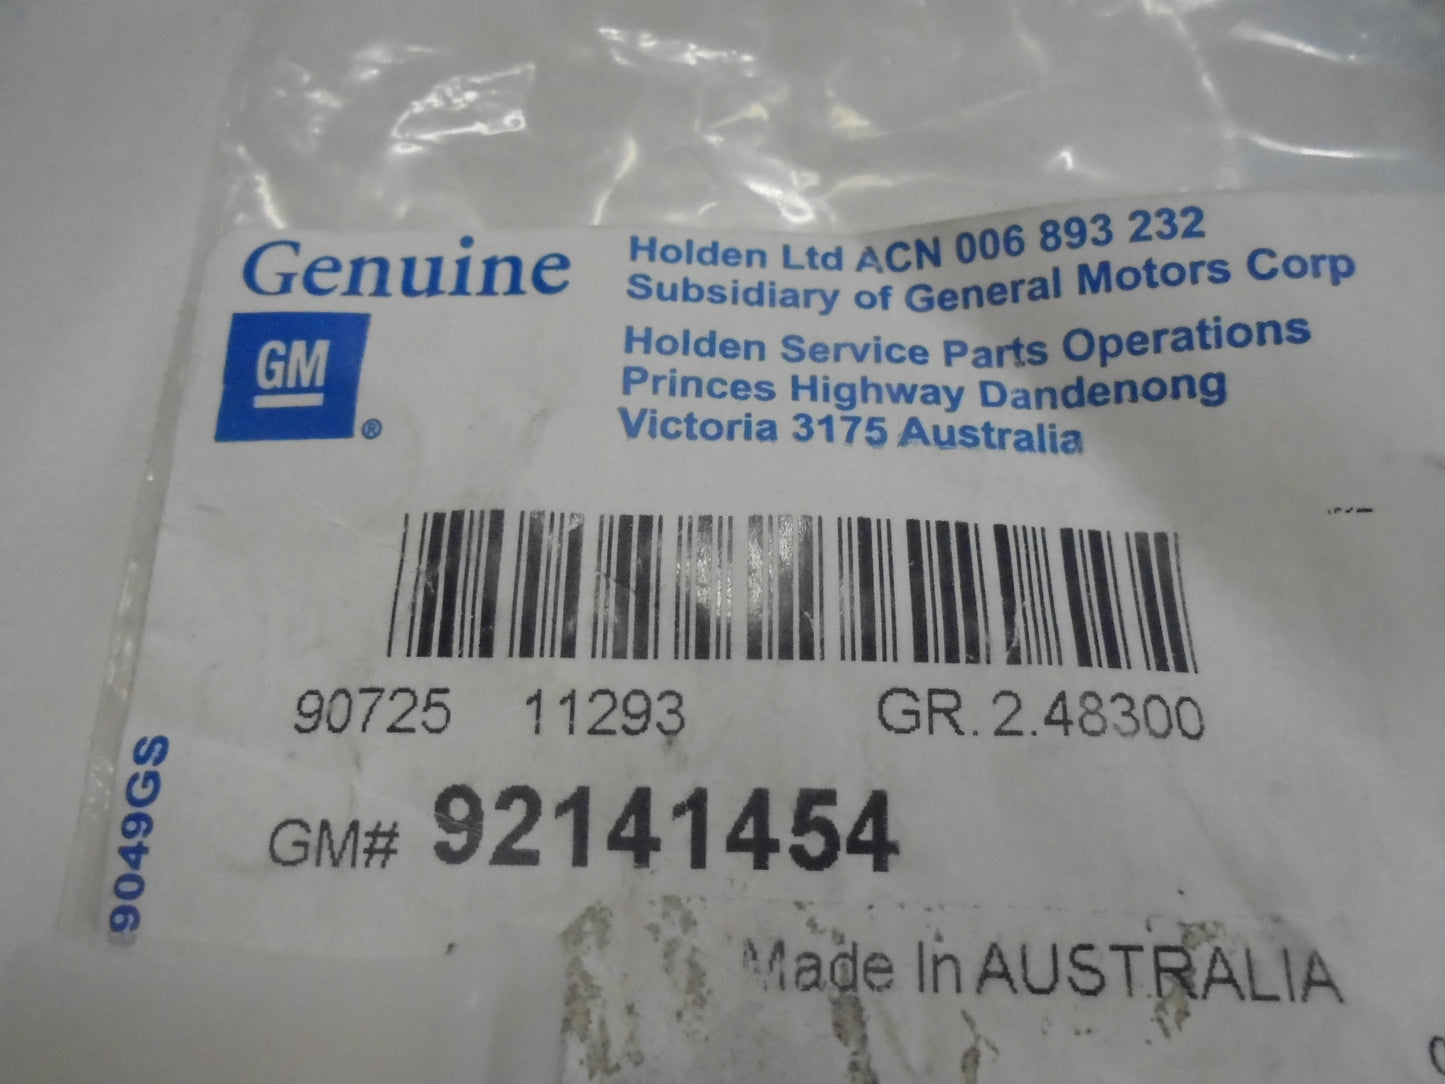 Genuine
GM
®
Holden Ltd ACN 006 893 232
Subsidiary of General Motors Corp
Holden Service Parts Operations
Princes Highway Dandenong
Victoria 3175 Australia
90725 11293 GR.2.48300
GM# 92141454
9049GS
Made In AUSTRALIA